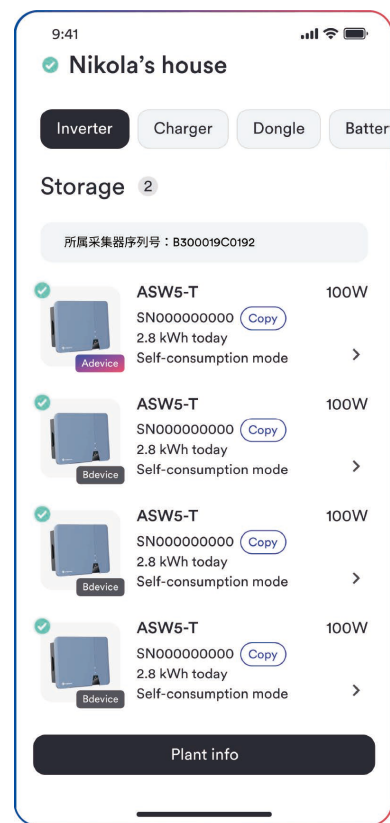 9:41
Nikola’s house
Inverter Charger Dongle Batter
Storage 2
所属采集器序列号：B300019C0192
ASW5-T 100W
SN000000000 Copy
2.8 kWh today
Adevice Self-consumption mode
ASW5-T 100W
SN000000000 Copy
2.8 kWh today
Bdevice Self-consumption mode
ASW5-T 100W
SN000000000 Copy
2.8 kWh today
Bdevice Self-consumption mode
ASW5-T 100W
SN000000000 Copy
2.8 kWh today
Bdevice Self-consumption mode
Plant info